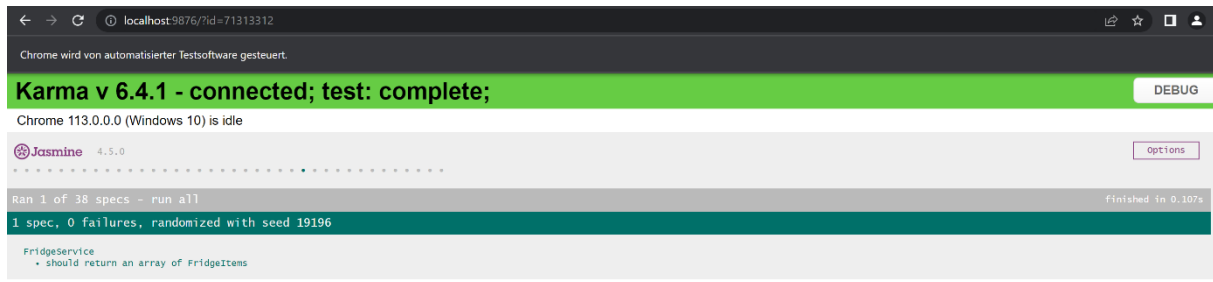 localhost:9876/?id=71313312
Chrome wird von automatisierter Testsoftware gesteuert.
Karma v 6.4.1 - connected; test: complete;
DEBUG
Chrome 113.0.0.0 (Windows 10) is idle
Jasmine 4.5.0
Options
Ran 1 of 38 specs - run all
finished in 0.107s
1 spec, 0 failures, randomized with seed 19196
FridgeService
• should return an array of FridgeItems